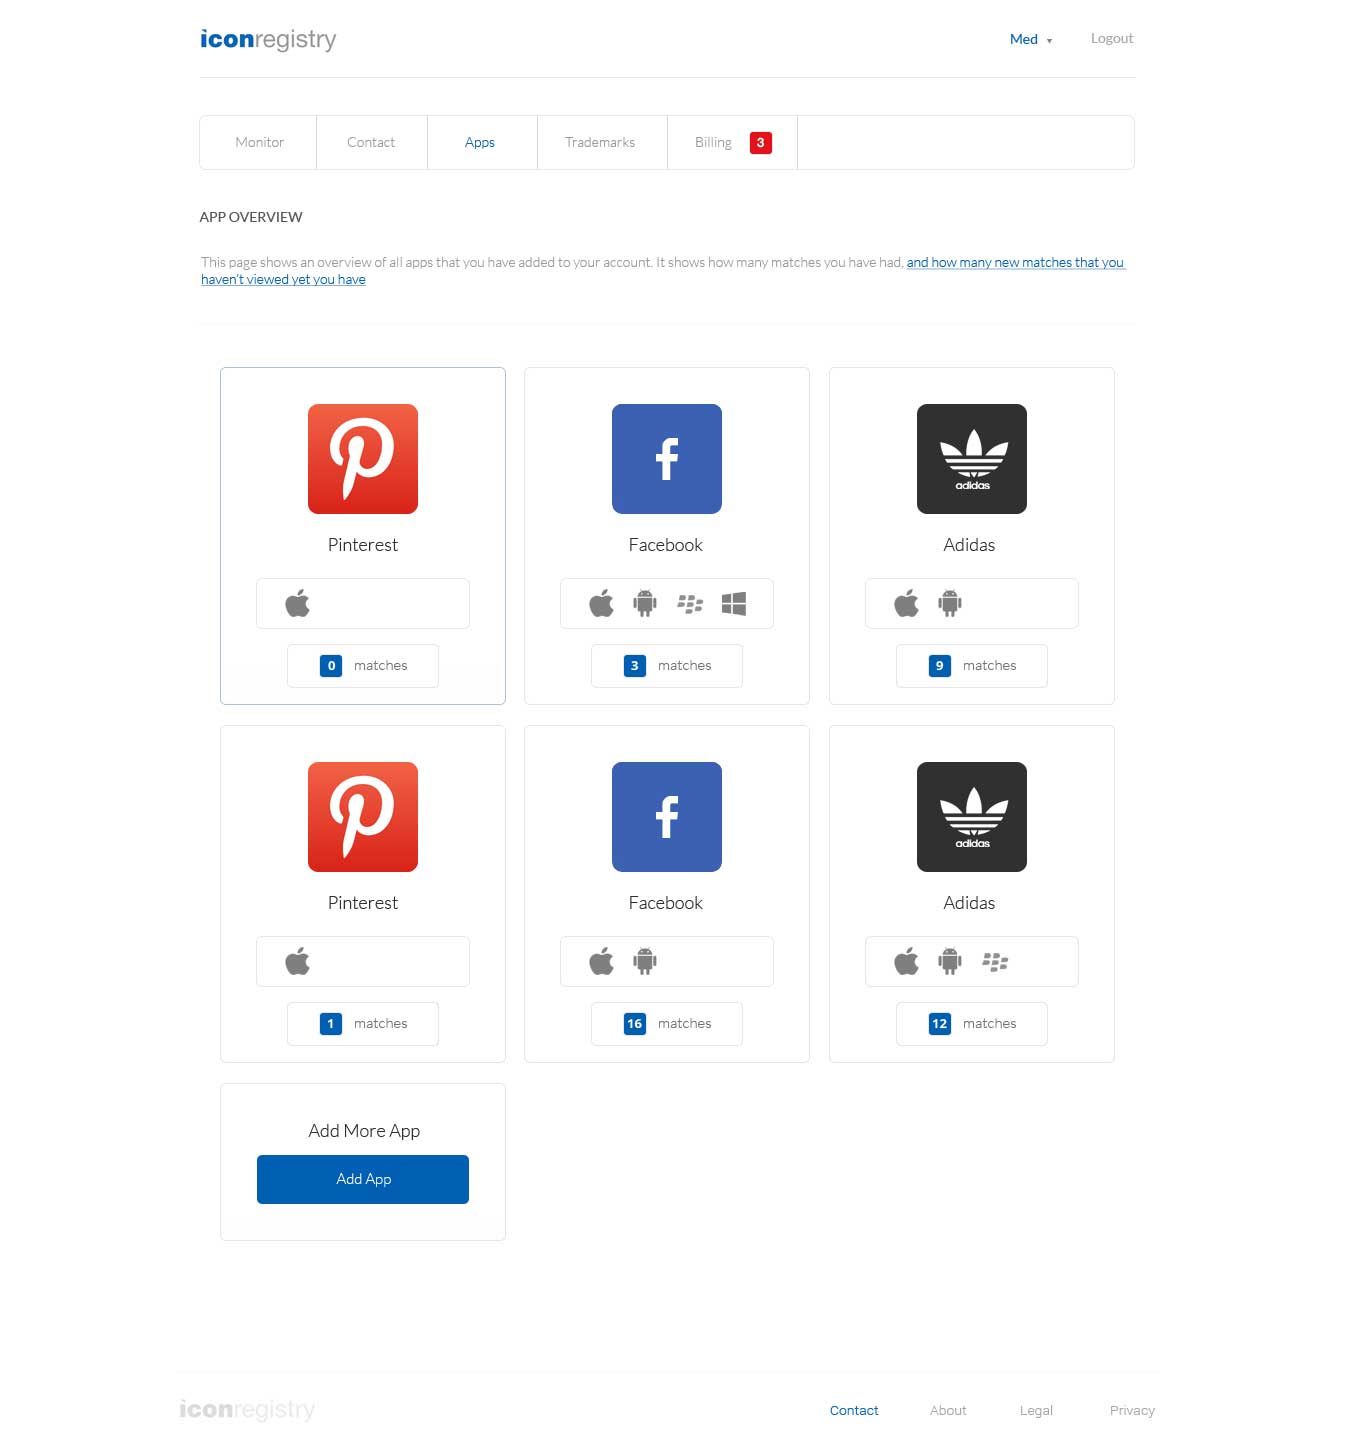 iconregistry
Med
Logout
Monitor
Contact
Apps
Trademarks
Billing
3
APP OVERVIEW
This page shows an overview of all apps that you have added to your account. It shows how many matches you have had, and how many new matches that you
haven't viewed yet you have
f
adidas
Pinterest
Facebook
Adidas
0 matches
3 matches
9 matches
f
adidas
Pinterest
Facebook
Adidas
1 matches
16 matches
12 matches
Add More App
Add App
iconregistry
Contact
About
Legal
Privacy